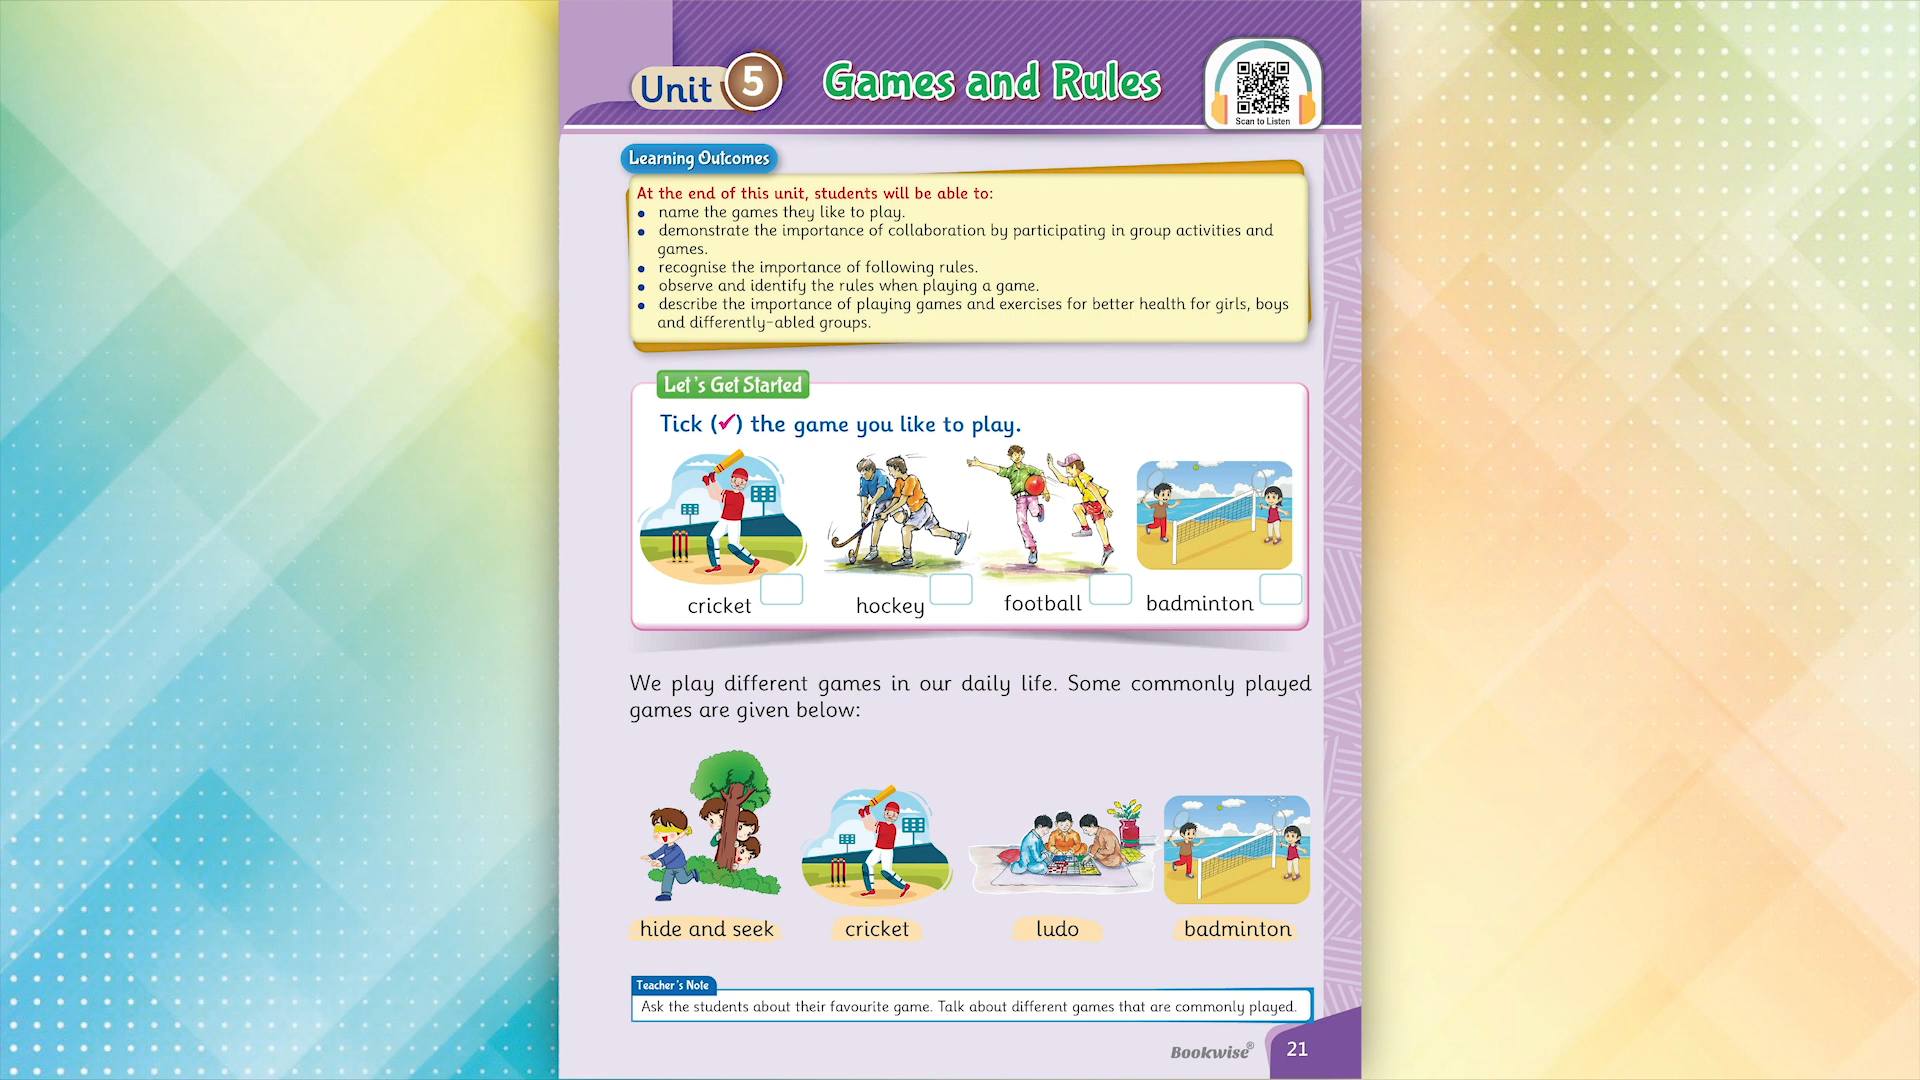 Unit 5
Games and Rules
Scan to Listen
Learning Outcomes
At the end of this unit, students will be able to:
• name the games they like to play.
• demonstrate the importance of collaboration by participating in group activities and
games.
• recognise the importance of following rules.
• observe and identify the rules when playing a game.
• describe the importance of playing games and exercises for better health for girls, boys
and differently-abled groups.
Let's Get Started
Tick (✓) the game you like to play.
cricket hockey football badminton
We play different games in our daily life. Some commonly played
games are given below:
hide and seek cricket ludo badminton
Teacher's Note
Ask the students about their favourite game. Talk about different games that are commonly played.
Bookwise®
21